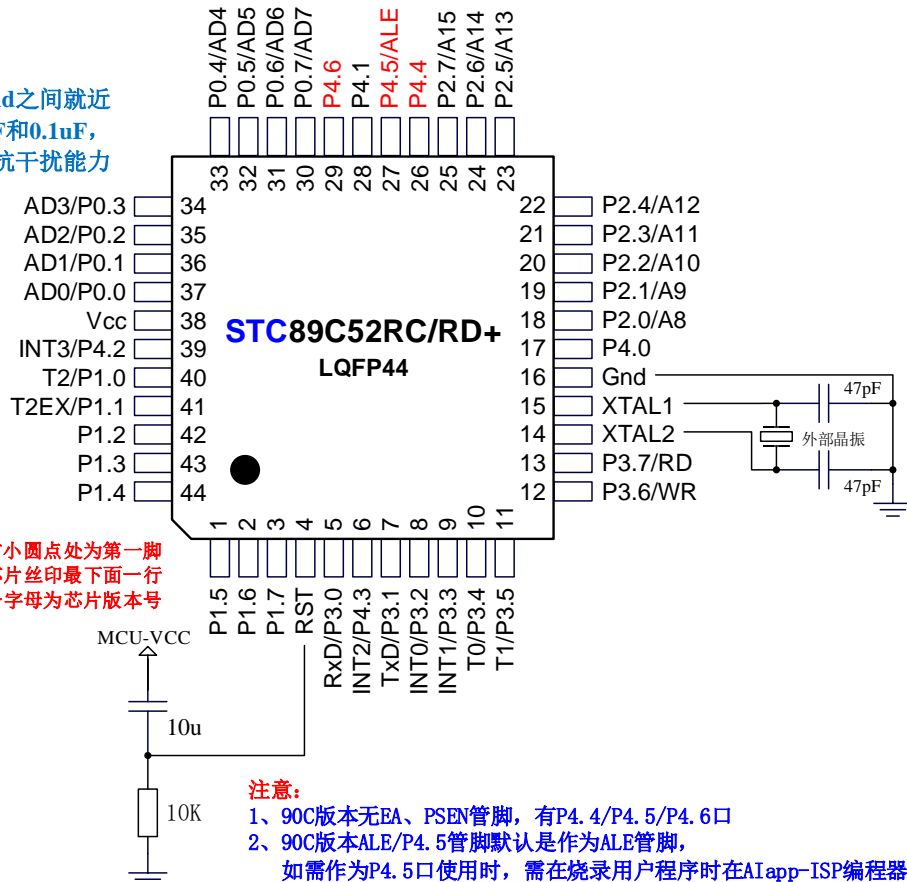 P0.4/AD4
P0.5/AD5
P0.6/AD6
P0.7/AD7
P4.6
P4.1
P4.5/ALE
P4.4
P2.7/A15
P2.6/A14
P2.5/A13
d之间就近
F和0.1uF，
抗干扰能力
33
32
31
30
29
28
27
26
25
24
23
AD3/P0.3 34
AD2/P0.2 35
AD1/P0.1 36
AD0/P0.0 37
Vcc 38
INT3/P4.2 39
T2/P1.0 40
T2EX/P1.1 41
P1.2 42
P1.3 43
P1.4 44
STC89C52RC/RD+
LQFP44
22 P2.4/A12
21 P2.3/A11
20 P2.2/A10
19 P2.1/A9
18 P2.0/A8
17 P4.0
16 Gnd
15 XTAL1
14 XTAL2
13 P3.7/RD
12 P3.6/WR
47pF
外部晶振
47pF
1
2
3
4
5
6
7
8
9
10
11
P1.5
P1.6
P1.7
RST
RxD/P3.0
INT2/P4.3
TxD/P3.1
INT0/P3.2
INT1/P3.3
T0/P3.4
T1/P3.5
小圆点处为第一脚
片丝印最下面一行
字母为芯片版本号
MCU-VCC
10u
10K
注意：
1、90C版本无EA、PSEN管脚，有P4.4/P4.5/P4.6口
2、90C版本ALE/P4.5管脚默认是作为ALE管脚，
如需作为P4.5口使用时，需在烧录用户程序时在AIapp-ISP编程器